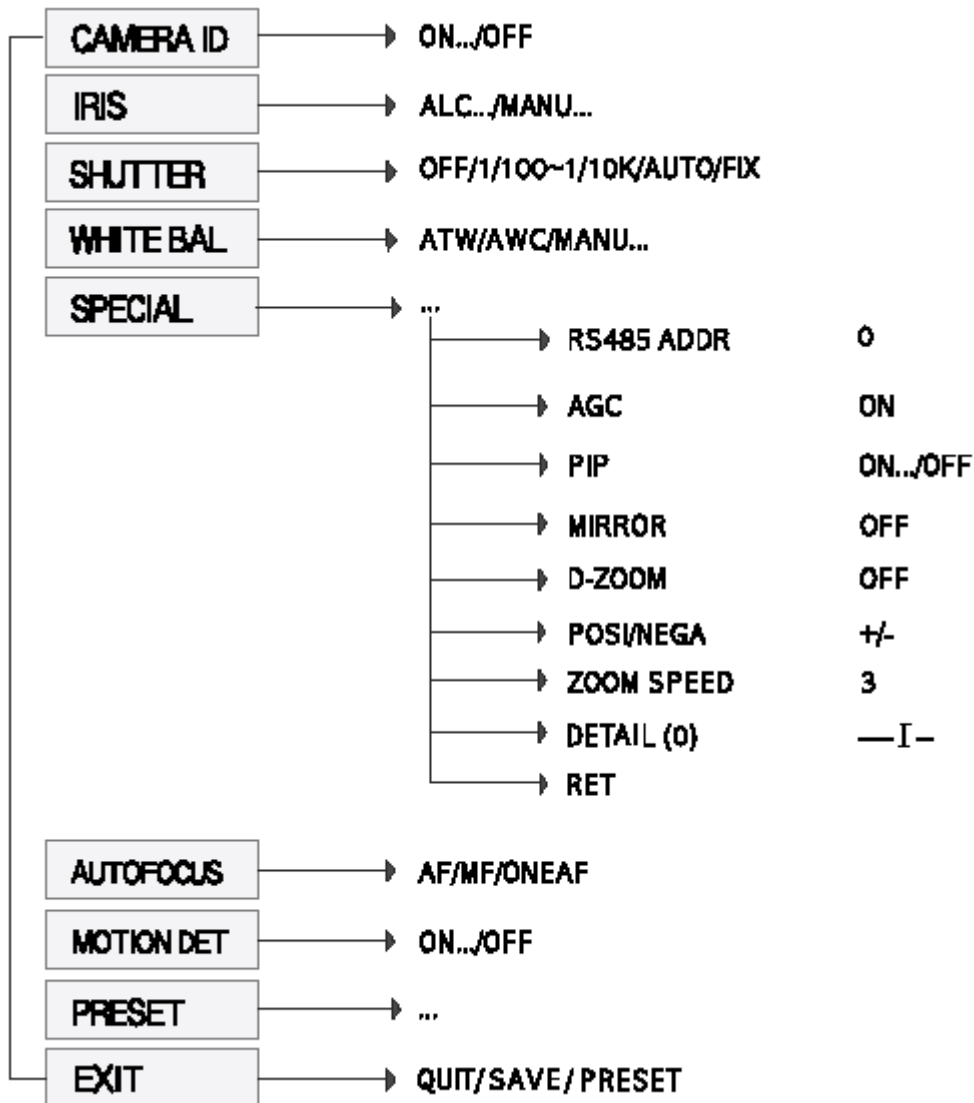 CAMERA ID ON.../OFF
IRIS ALC.../MANU...
SHUTTER OFF/1/100~1/10K/AUTO/FIX
WHITE BAL ATW/AWC/MANU...
SPECIAL ...
RS485 ADDR 0
AGC ON
PIP ON.../OFF
MIRROR OFF
D-ZOOM OFF
POSI/NEGA +/-
ZOOM SPEED 3
DETAIL (0) —I–
RET
AUTOFOCUS AF/MF/ONEAF
MOTION DET ON.../OFF
PRESET ...
EXIT QUIT/SAVE/PRESET